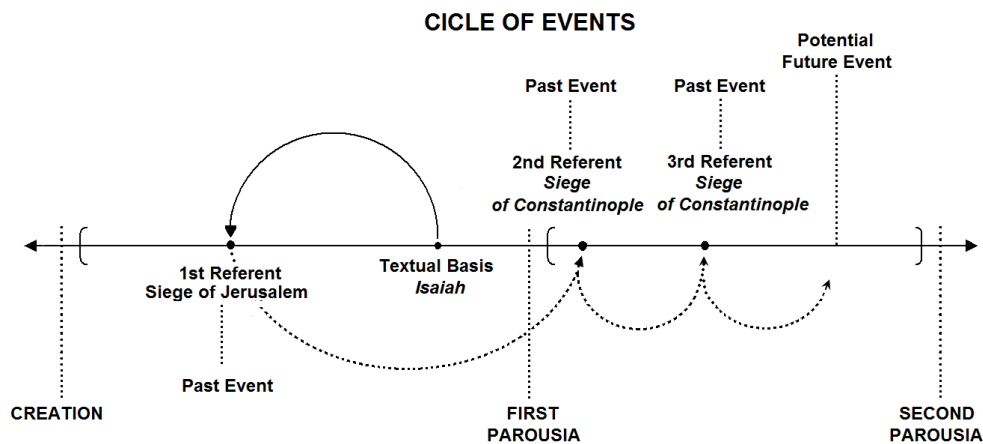 CICLE OF EVENTS
Potential
Future Event
Past Event
Past Event
2nd Referent
Siege
of Constantinople
3rd Referent
Siege
of Constantinople
1st Referent
Siege of Jerusalem
Textual Basis
Isaiah
Past Event
CREATION
FIRST
PAROUSIA
SECOND
PAROUSIA